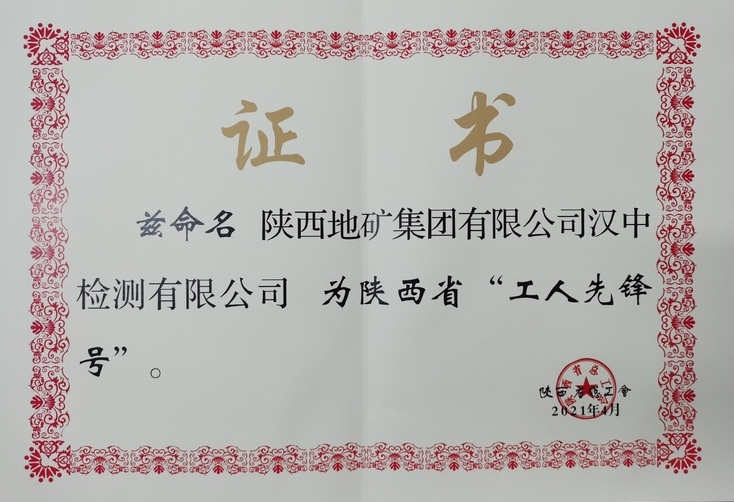 证书
兹命名 陕西地矿集团有限公司汉中
检测有限公司 为陕西省“工人先锋
号”。
陕西省总工会
2021年4月